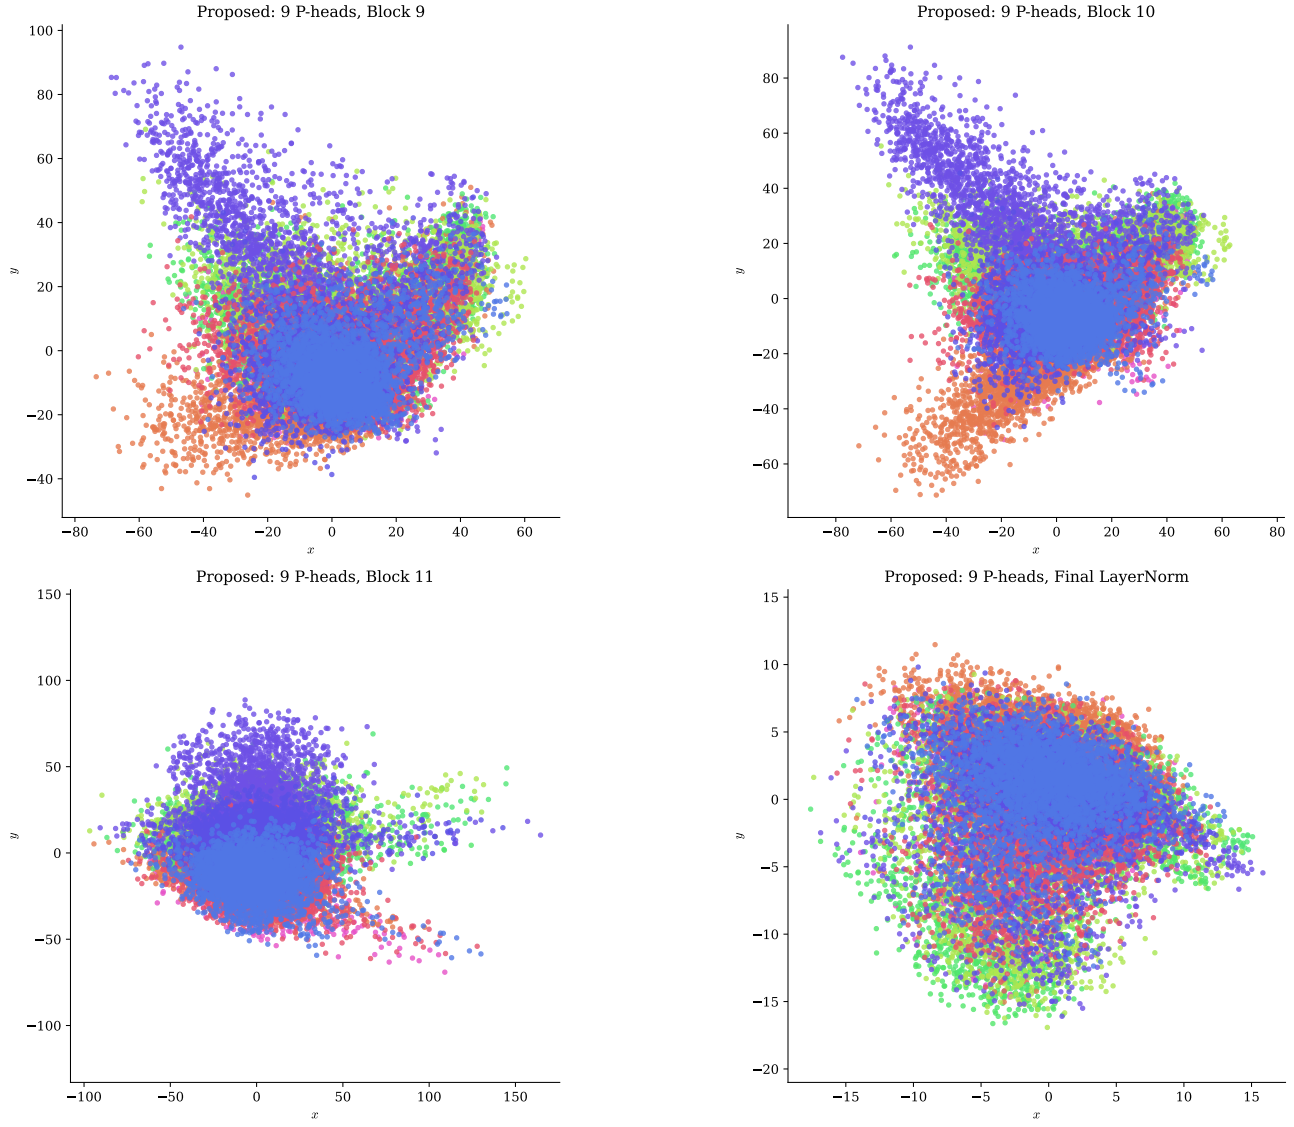 Proposed: 9 P-heads, Block 9
100
80
60
40
20
0
−20
−40
y
−80 −60 −40 −20 0 20 40 60
x
Proposed: 9 P-heads, Block 10
80
60
40
20
0
−20
−40
−60
y
−80 −60 −40 −20 0 20 40 60 80
x
Proposed: 9 P-heads, Block 11
150
100
50
0
−50
−100
y
−100 −50 0 50 100 150
x
Proposed: 9 P-heads, Final LayerNorm
15
10
5
0
−5
−10
−15
−20
y
−15 −10 −5 0 5 10 15
x